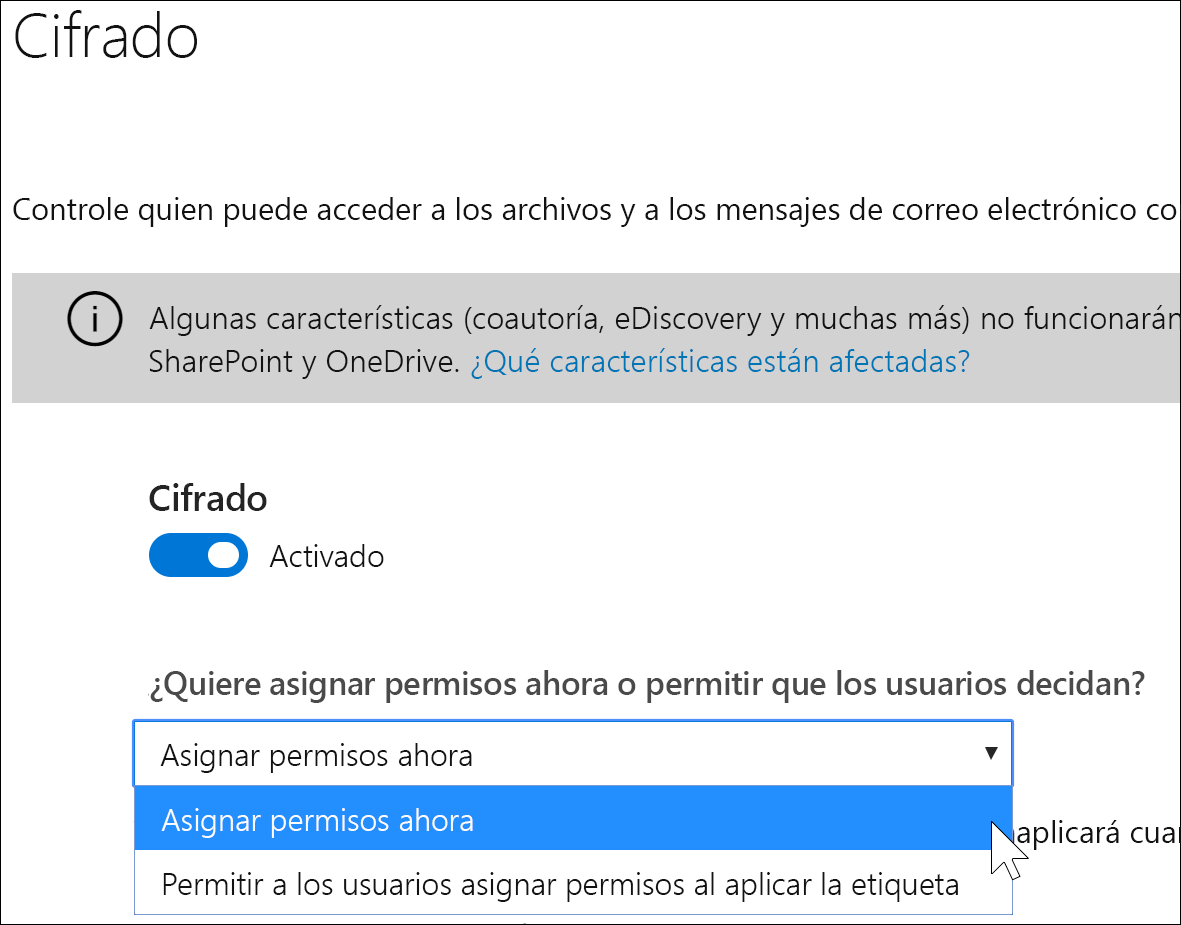 Cifrado
Controle quien puede acceder a los archivos y a los mensajes de correo electrónico co
Algunas características (coautoría, eDiscovery y muchas más) no funcionarán
SharePoint y OneDrive. ¿Qué características están afectadas?
Cifrado
Activado
¿Quiere asignar permisos ahora o permitir que los usuarios decidan?
Asignar permisos ahora
Asignar permisos ahora
aplicará cua
Permitir a los usuarios asignar permisos al aplicar la etiqueta